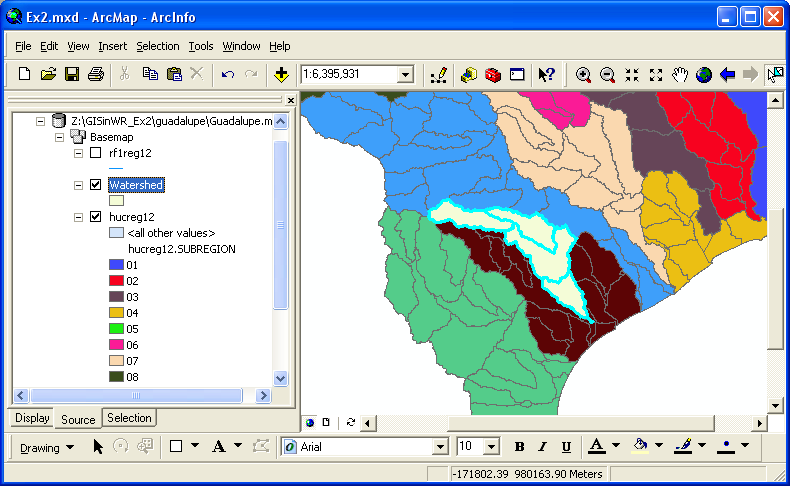 Ex2.mxd - ArcMap - ArcInfo
File Edit View Insert Selection Tools Window Help
1:6,395,931
Z:\GISinWR_Ex2\guadalupe\Guadalupe.m
Basemap
rf1reg12
Watershed
hucreg12
<all other values>
hucreg12.SUBREGION
01
02
03
04
05
06
07
08
Display Source Selection
Drawing A Arial 10 B I U A
-171802.39 980163.90 Meters